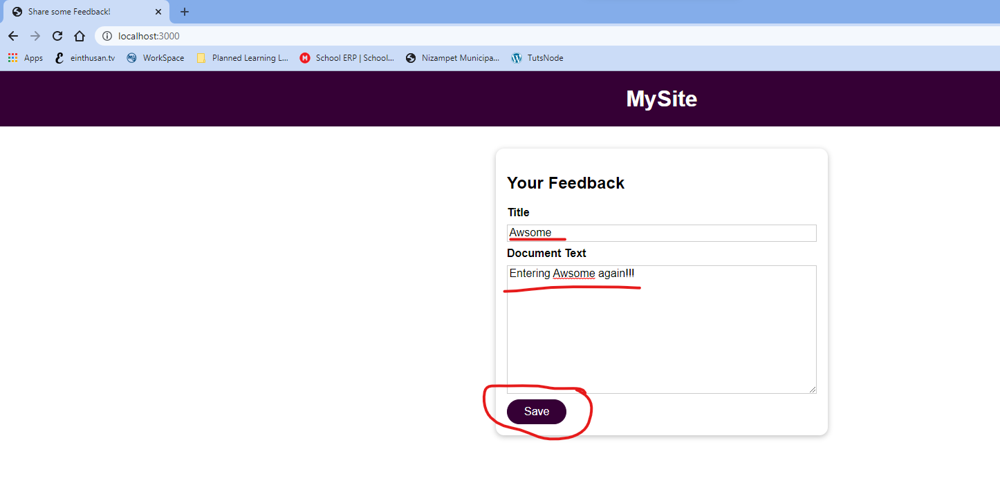 Share some Feedback!
localhost:3000
Apps einthusan.tv WorkSpace Planned Learning L... School ERP | School... Nizampet Municipa... TutsNode
MySite
Your Feedback
Title
Awsome
Document Text
Entering Awsome again!!!
Save